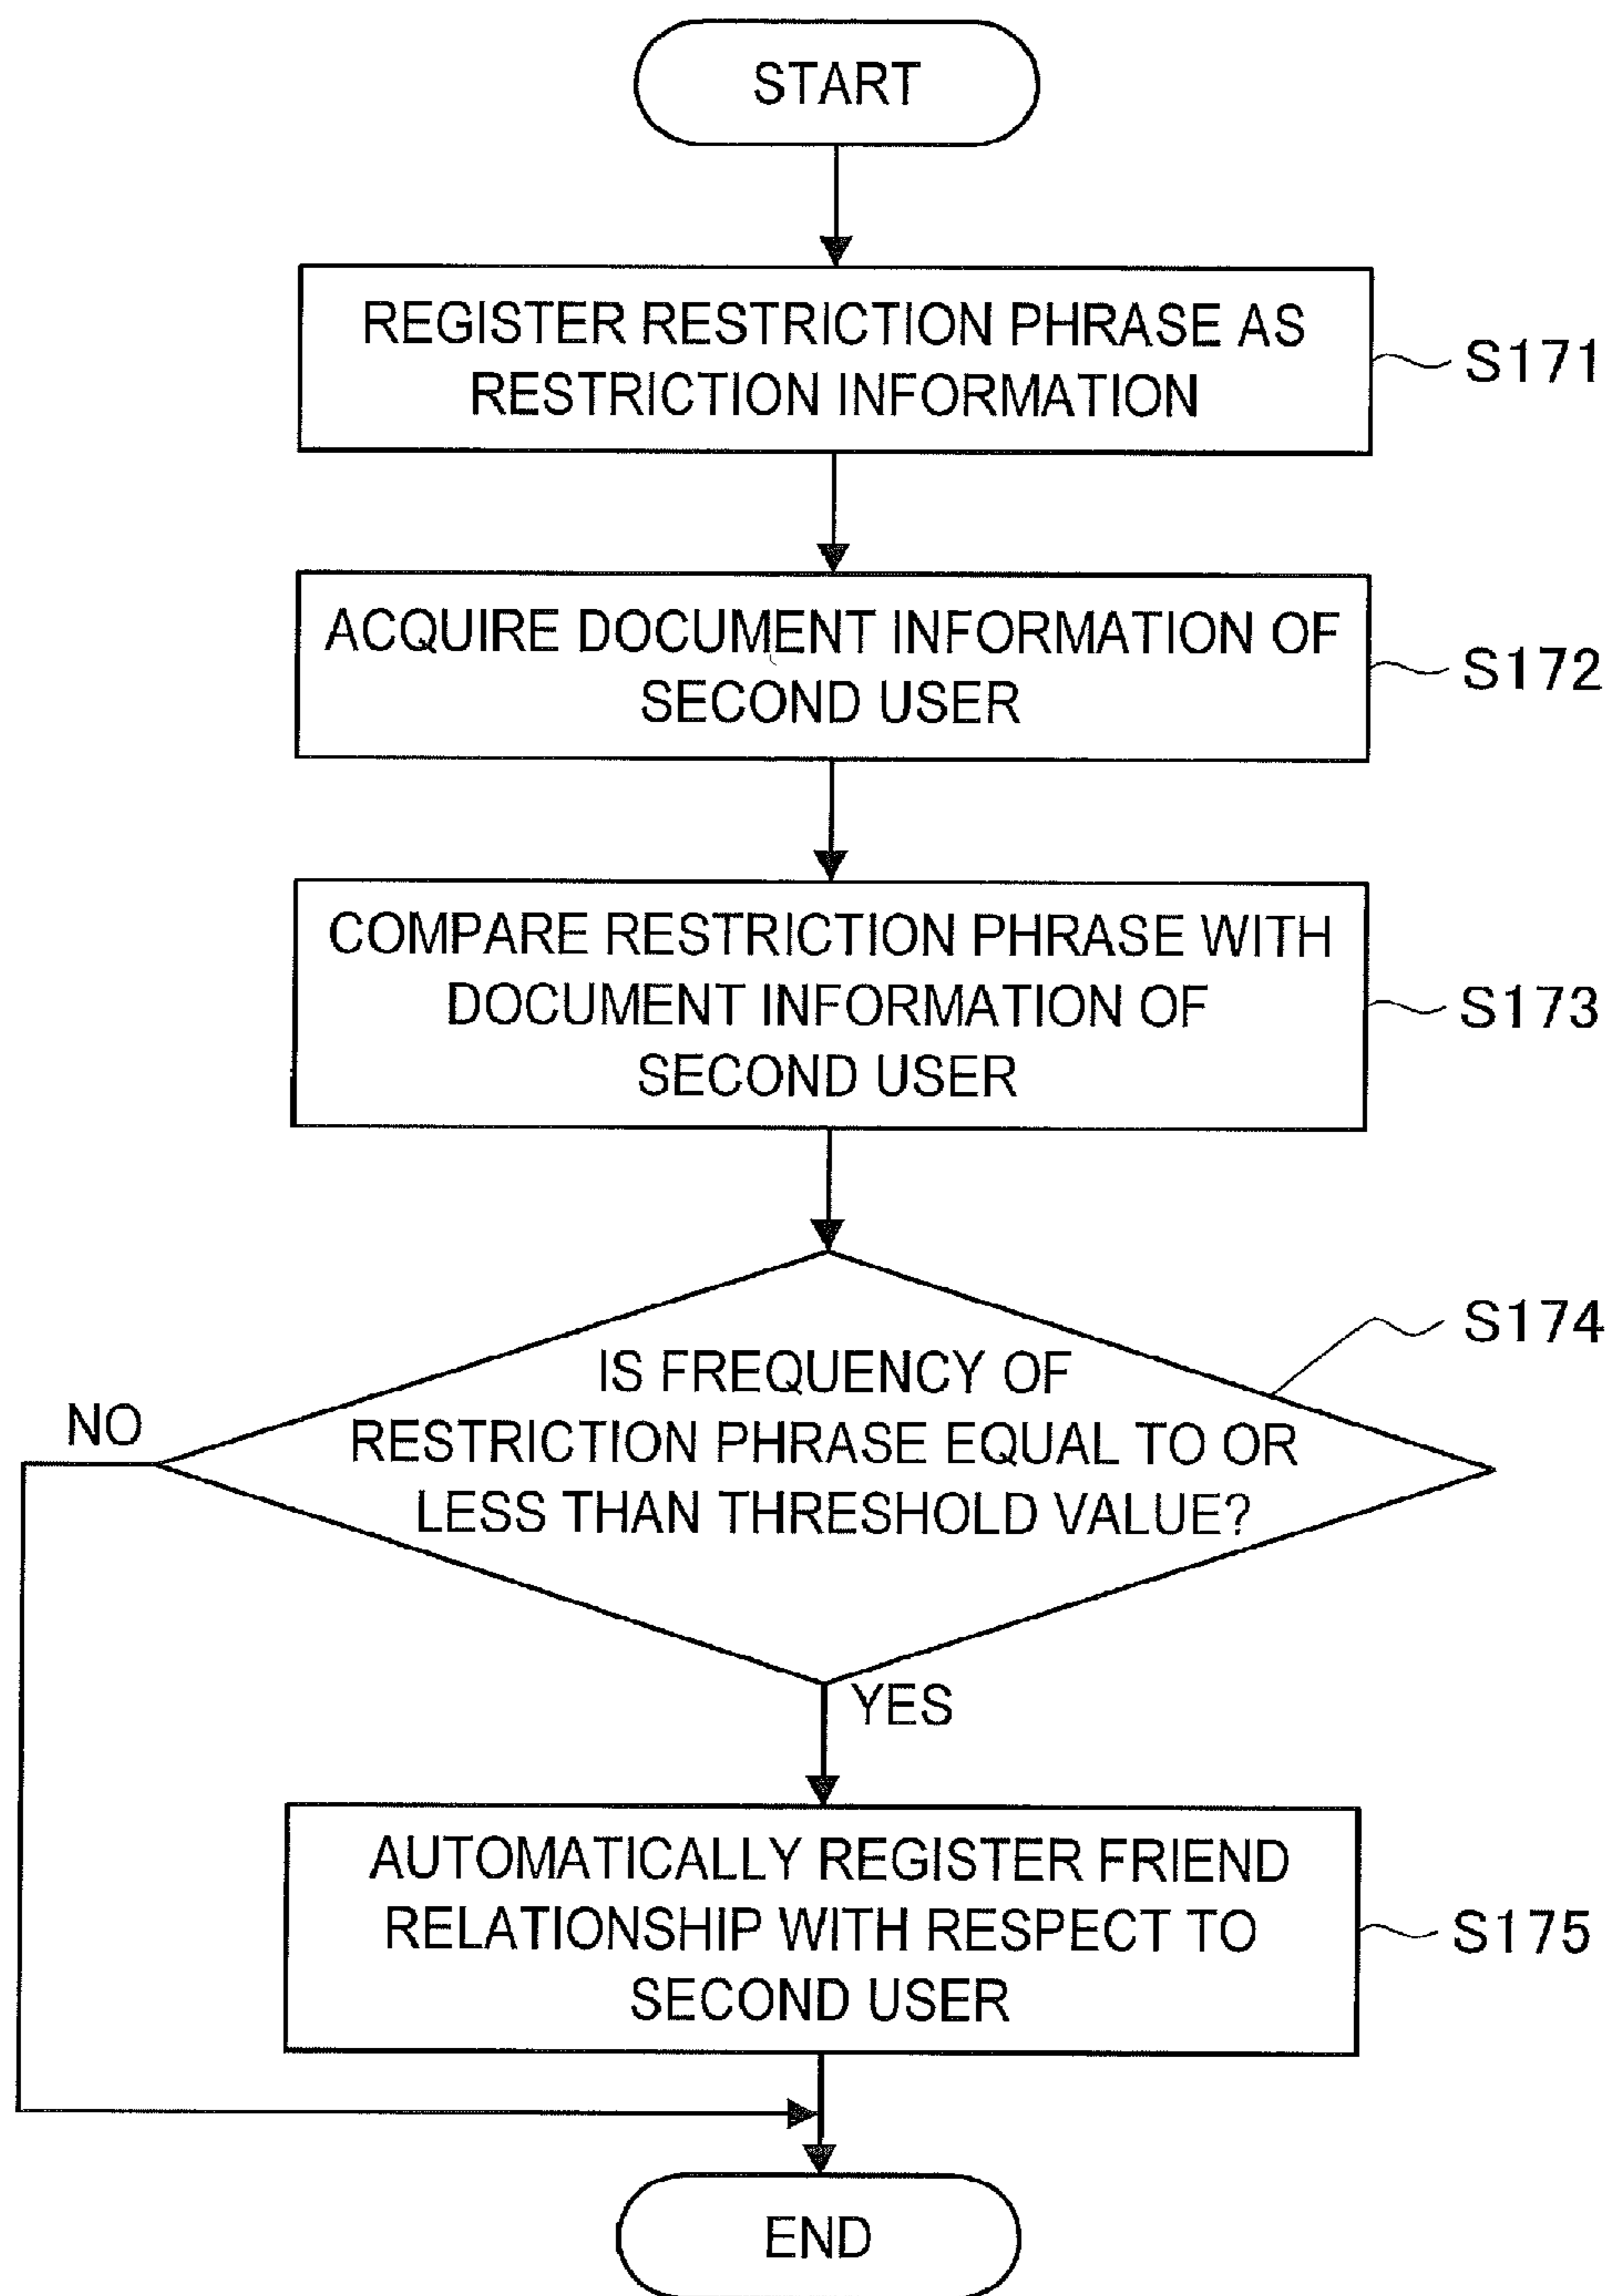 START
REGISTER RESTRICTION PHRASE AS
RESTRICTION INFORMATION
S171
ACQUIRE DOCUMENT INFORMATION OF
SECOND USER
S172
COMPARE RESTRICTION PHRASE WITH
DOCUMENT INFORMATION OF
SECOND USER
S173
S174
IS FREQUENCY OF
RESTRICTION PHRASE EQUAL TO OR
LESS THAN THRESHOLD VALUE?
NO
YES
AUTOMATICALLY REGISTER FRIEND
RELATIONSHIP WITH RESPECT TO
SECOND USER
S175
END